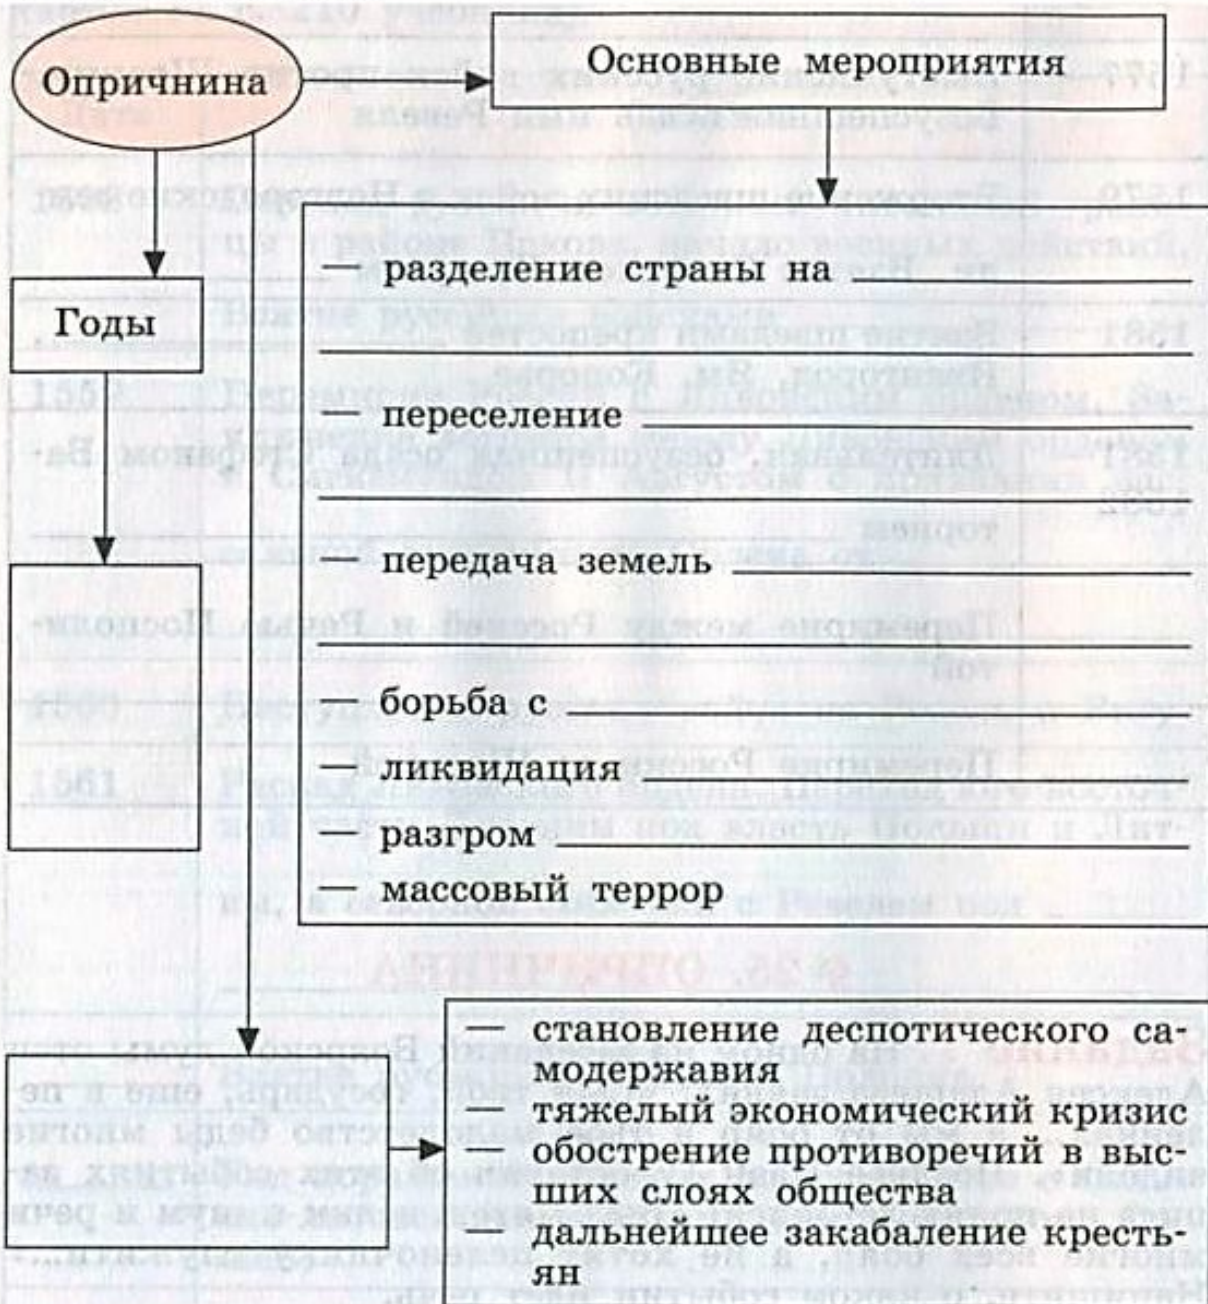 Опричнина
Основные мероприятия
Годы
— разделение страны на
— переселение
— передача земель
— борьба с
— ликвидация
— разгром
— массовый террор
— становление деспотического са-
модержавия
— тяжелый экономический кризис
— обострение противоречий в выс-
ших слоях общества
— дальнейшее закабаление кресть-
ян